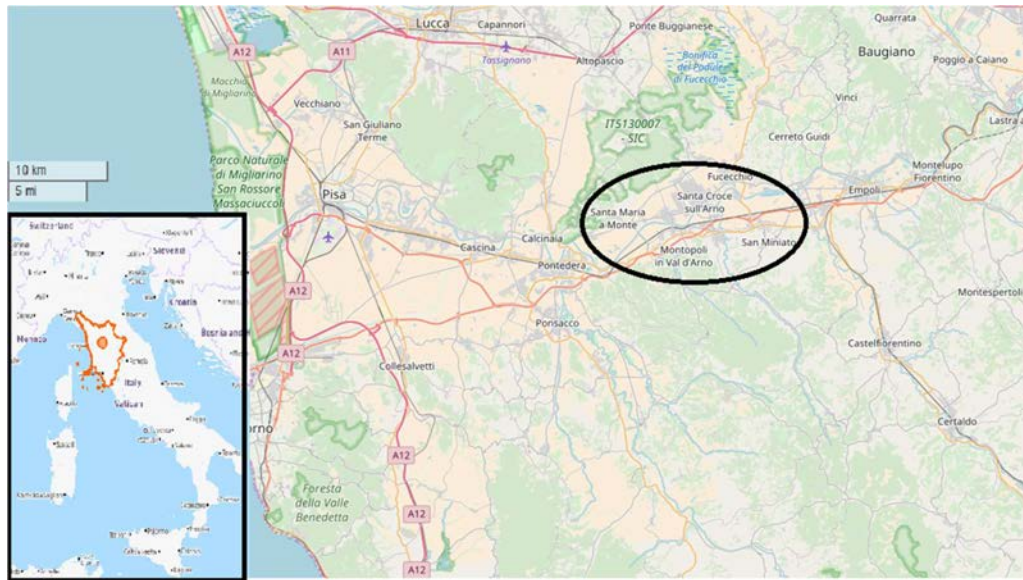 Lucca
Capannori
Ponte Buggianese
Quarrata
A12
A11
Tassignano
Altopascio
Bonifica
del Padule
di Fucecchio
Baugiano
Poggio a Caiano
Macchia
di Migliarino
Vecchiano
Vinci
San Giuliano
Terme
IT5130007
- SIC
Cerreto Guidi
Lastra a
10 km
5 mi
Parco Naturale
di Migliarino
San Rossore
Massaciuccoli
Pisa
Fucecchio
Montelupo
Fiorentino
Santa Croce
sull'Arno
Empoli
Santa Maria
a Monte
Calcinaia
Cascina
San Miniato
Montopoli
in Val d'Arno
Pontedera
A12
Montespertoli
Ponsacco
A12
Castelfiorentino
Collesalvetti
Certaldo
orno
A12
Foresta
della Valle
Benedetta
A12
A12
Switzerland
Monaco
Italy